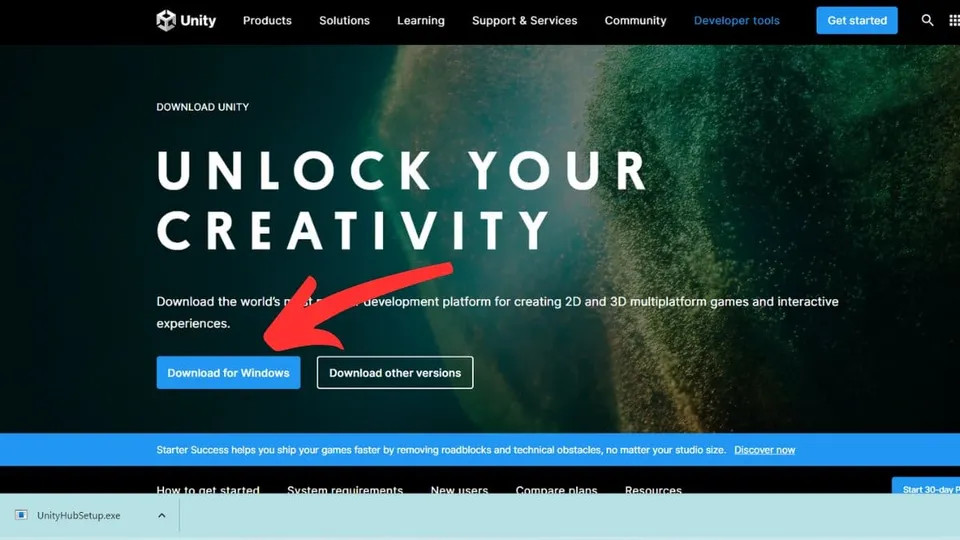 Unity
Products
Solutions
Learning
Support & Services
Community
Developer tools
Get started
DOWNLOAD UNITY
UNLOCK YOUR
CREATIVITY
Download the world's development platform for creating 2D and 3D multiplatform games and interactive
experiences.
Download for Windows
Download other versions
Starter Success helps you ship your games faster by removing roadblocks and technical obstacles, no matter your studio size. Discover now
How to get started
System requirements
New users
Compare plans
Resources
Start 30-day P
UnityHubSetup.exe